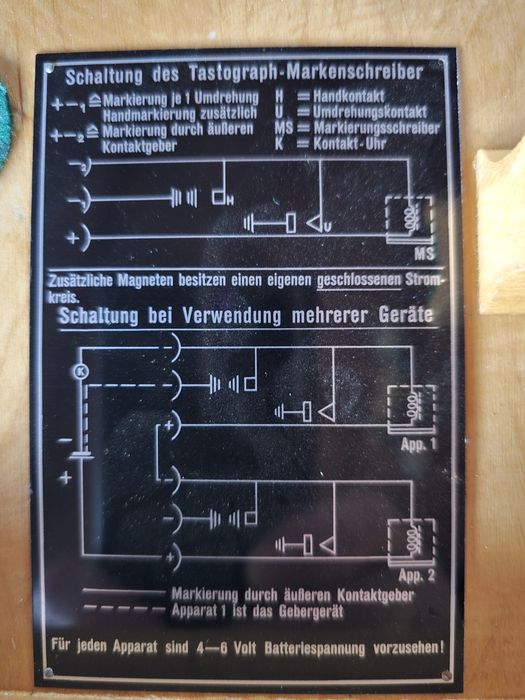 Schaltung des Tastograph-Markenschreiber
+−₁ ≙ Markierung je 1 Umdrehung
Handmarkierung zusätzlich
+−₂ ≙ Markierung durch äußeren
Kontaktgeber
H = Handkontakt
U = Umdrehungskontakt
MS = Markierungsschreiber
K = Kontakt-Uhr
H
U
+
MS
Zusätzliche Magneten besitzen einen eigenen geschlossenen Strom-
kreis.
Schaltung bei Verwendung mehrerer Geräte
K
−
+
+
App. 1
+
App. 2
Markierung durch äußeren Kontaktgeber
Apparat 1 ist das Gebergerät
Für jeden Apparat sind 4—6 Volt Batteriespannung vorzusehen!